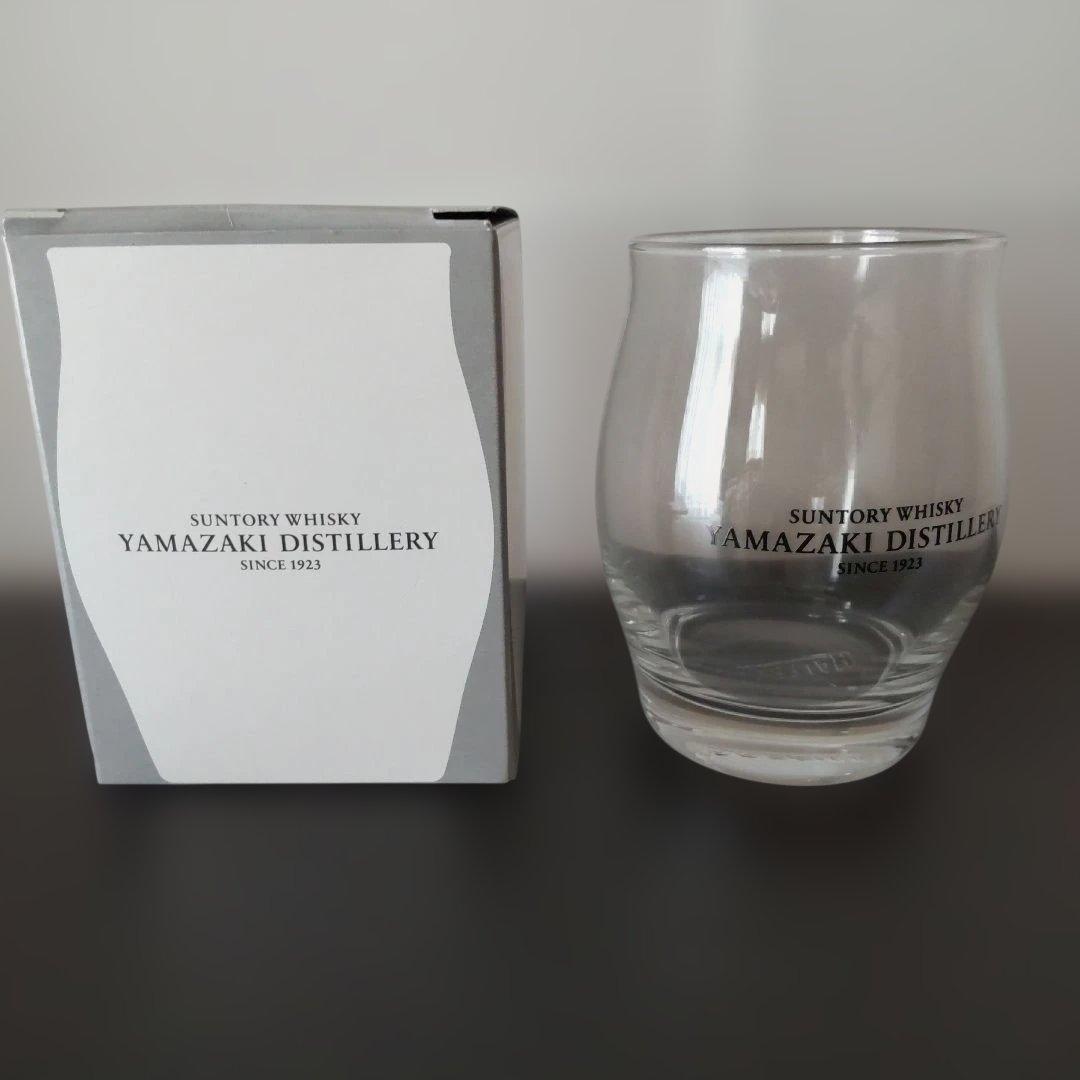 SUNTORY WHISKY
YAMAZAKI DISTILLERY
SINCE 1923
SUNTORY WHISKY
YAMAZAKI DISTILLERY
SINCE 1923